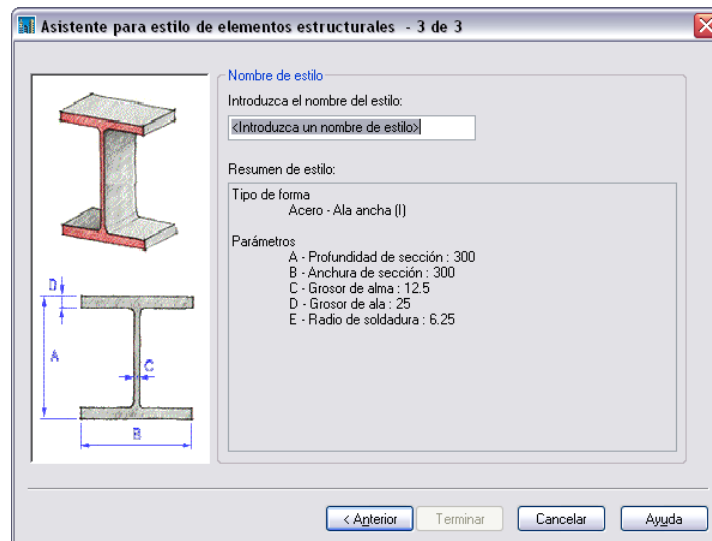 Asistente para estilo de elementos estructurales - 3 de 3
Nombre de estilo
Introduzca el nombre del estilo:
<Introduzca un nombre de estilo>
Resumen de estilo:
Tipo de forma
Acero - Ala ancha (I)
Parámetros
A - Profundidad de sección : 300
B - Anchura de sección : 300
C - Grosor de alma : 12.5
D - Grosor de ala : 25
E - Radio de soldadura : 6.25
D
A
C
B
< Anterior
Terminar
Cancelar
Ayuda